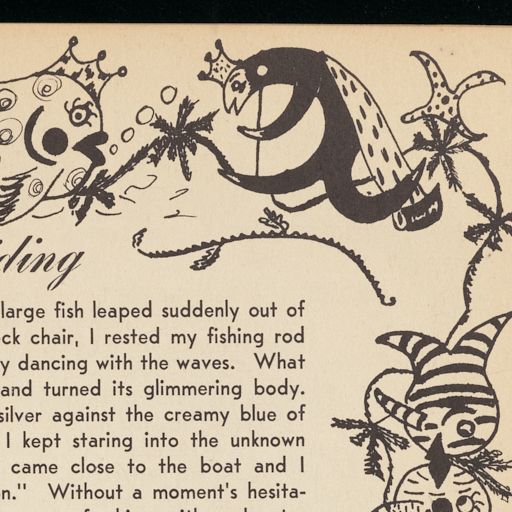 ding
large fish leaped suddenly out of
ck chair, I rested my fishing rod
y dancing with the waves. What
and turned its glimmering body.
silver against the creamy blue of
I kept staring into the unknown
came close to the boat and I
n." Without a moment's hesita-